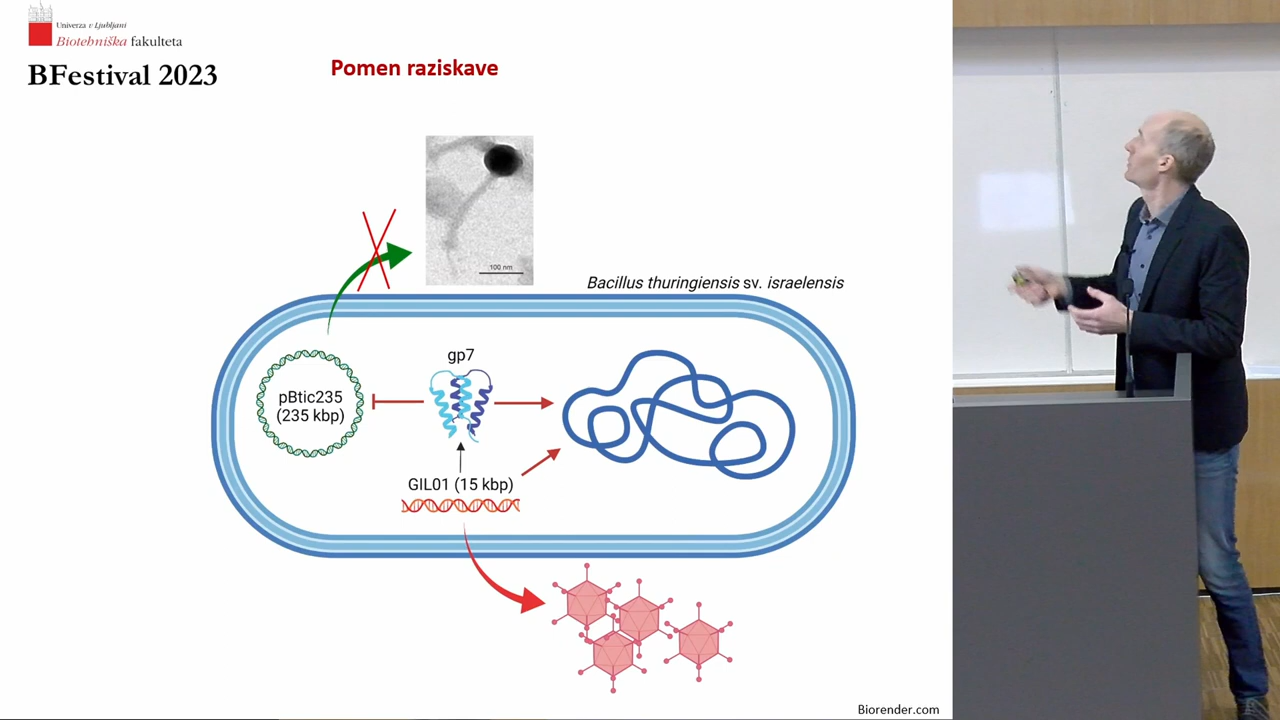 Univerza v Ljubljani
Biotehniška fakulteta
BFestival 2023
Pomen raziskave
100 nm
Bacillus thuringiensis sv. israelensis
gp7
pBtic235
(235 kbp)
GIL01 (15 kbp)
Biorender.com